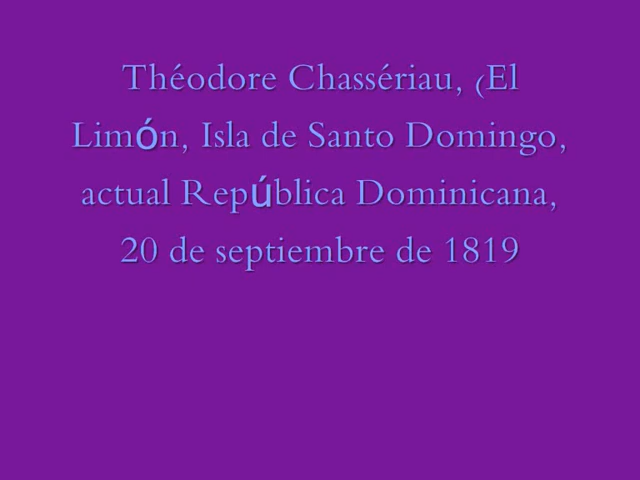 Théodore Chassériau, (El
Limón, Isla de Santo Domingo,
actual República Dominicana,
20 de septiembre de 1819